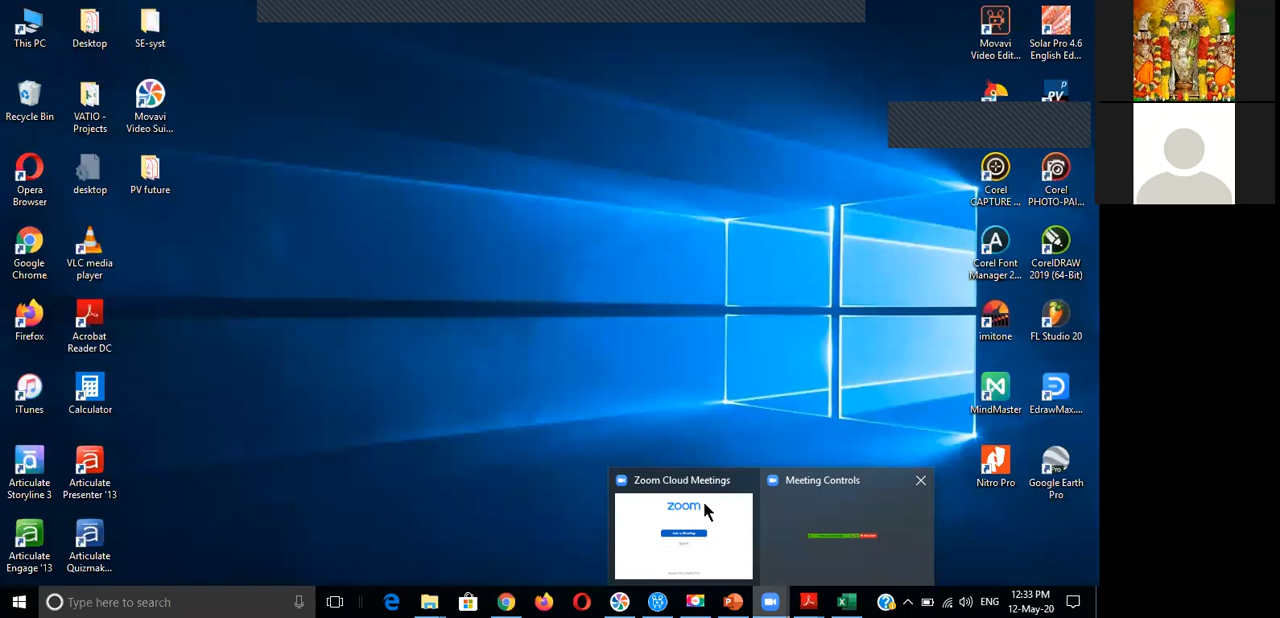 This PC
Desktop
SE-syst
Recycle Bin
VATIO -
Projects
Movavi
Video Sui...
Opera
Browser
desktop
PV future
Google
Chrome
VLC media
player
Firefox
Acrobat
Reader DC
iTunes
Calculator
Articulate
Storyline 3
Articulate
Presenter '13
Articulate
Engage '13
Articulate
Quizmak...
Movavi
Video Edit...
Solar Pro 4.6
English Ed...
PV
Corel
CAPTURE ...
Corel
PHOTO-PAI...
Corel Font
Manager 2...
CorelDRAW
2019 (64-Bit)
imitone
FL Studio 20
MindMaster
EdrawMax....
Nitro Pro
Google Earth
Pro
Zoom Cloud Meetings
Meeting Controls
zoom
Join a Meeting
Type here to search
ENG
12:33 PM
12-May-20